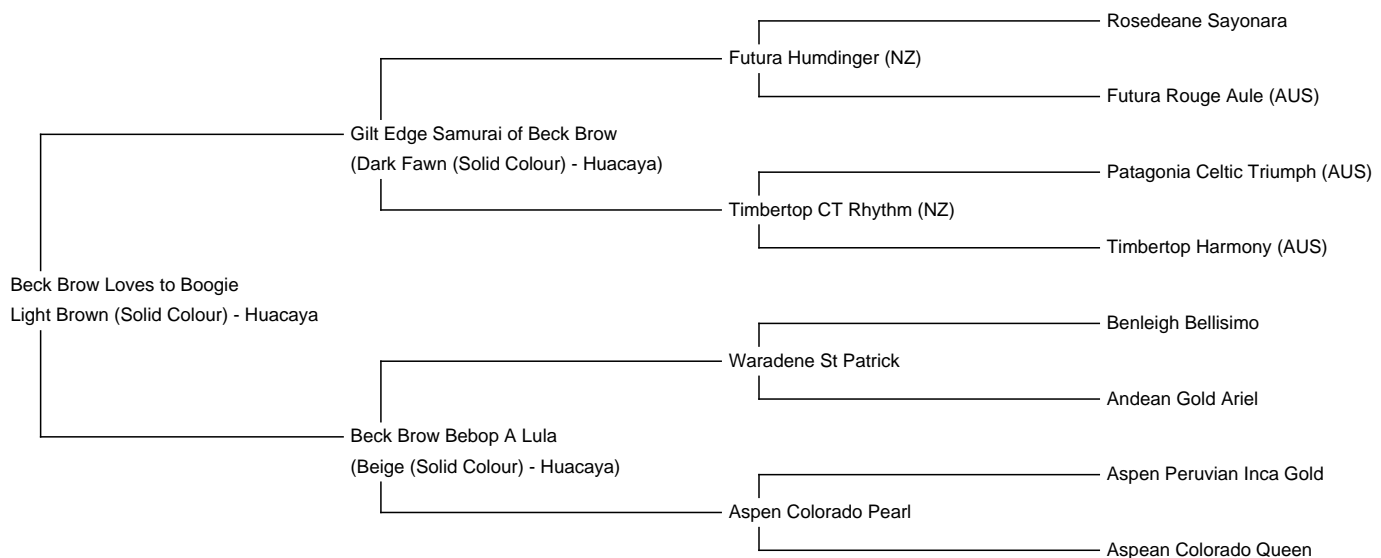 Rosedeane Sayonara
Futura Humdinger (NZ)
Futura Rouge Aule (AUS)
Gilt Edge Samurai of Beck Brow
(Dark Fawn (Solid Colour) - Huacaya)
Patagonia Celtic Triumph (AUS)
Timbertop CT Rhythm (NZ)
Timbertop Harmony (AUS)
Beck Brow Loves to Boogie
Light Brown (Solid Colour) - Huacaya
Benleigh Bellisimo
Waradene St Patrick
Andean Gold Ariel
Beck Brow Bebop A Lula
(Beige (Solid Colour) - Huacaya)
Aspen Peruvian Inca Gold
Aspen Colorado Pearl
Aspean Colorado Queen